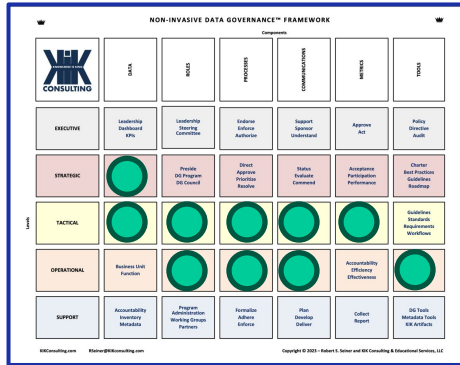 NON-INVASIVE DATA GOVERNANCE™ FRAMEWORK
Components
KIK
KNOWLEDGE IS KING
CONSULTING
DATA
ROLES
PROCESSES
COMMUNICATIONS
METRICS
TOOLS
Levels
EXECUTIVE
Leadership
Dashboard
KPIs
Leadership
Steering
Committee
Endorse
Enforce
Authorize
Support
Sponsor
Understand
Approve
Act
Policy
Directive
Audit
STRATEGIC
Preside
DG Program
DG Council
Direct
Approve
Prioritize
Resolve
Status
Evaluate
Commend
Acceptance
Participation
Performance
Charter
Best Practices
Guidelines
Roadmap
TACTICAL
Guidelines
Standards
Requirements
Workflows
OPERATIONAL
Business Unit
Function
Accountability
Efficiency
Effectiveness
SUPPORT
Accountability
Inventory
Metadata
Program
Administration
Working Groups
Partners
Formalize
Adhere
Enforce
Plan
Develop
Deliver
Collect
Report
DG Tools
Metadata Tools
KIK Artifacts
KIKConsulting.com RSeiner@KIKconsulting.com Copyright © 2023 – Robert S. Seiner and KIK Consulting & Educational Services, LLC